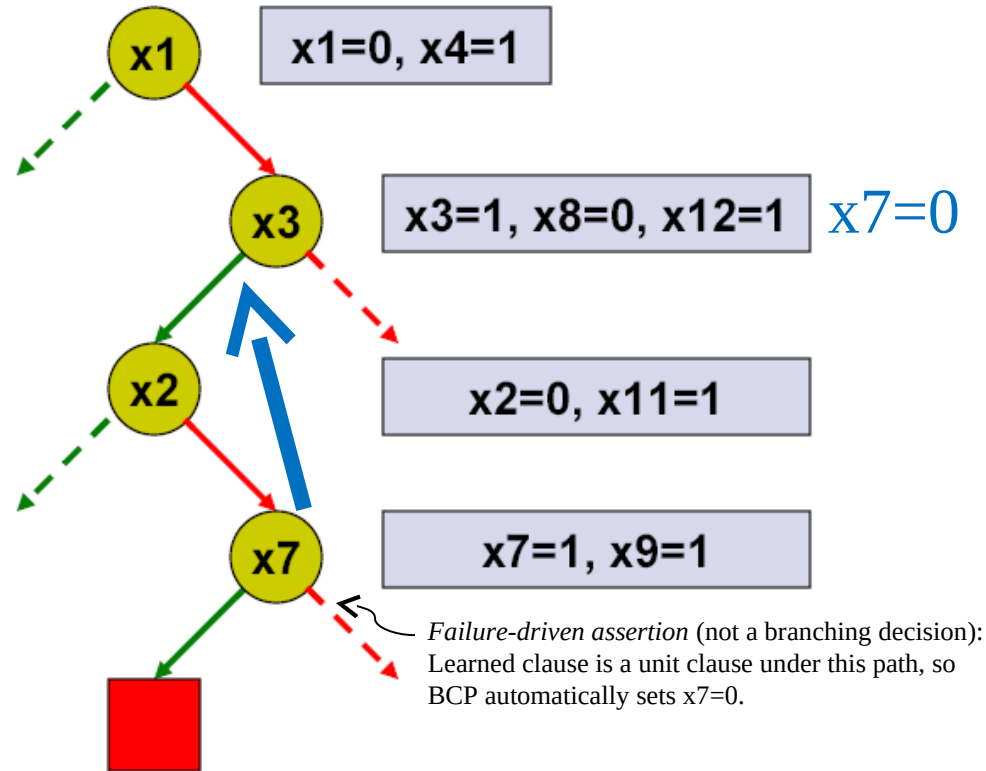 x1
x1=0, x4=1
x3
x3=1, x8=0, x12=1
x7=0
x2
x2=0, x11=1
x7
x7=1, x9=1
Failure-driven assertion (not a branching decision):
Learned clause is a unit clause under this path, so
BCP automatically sets x7=0.